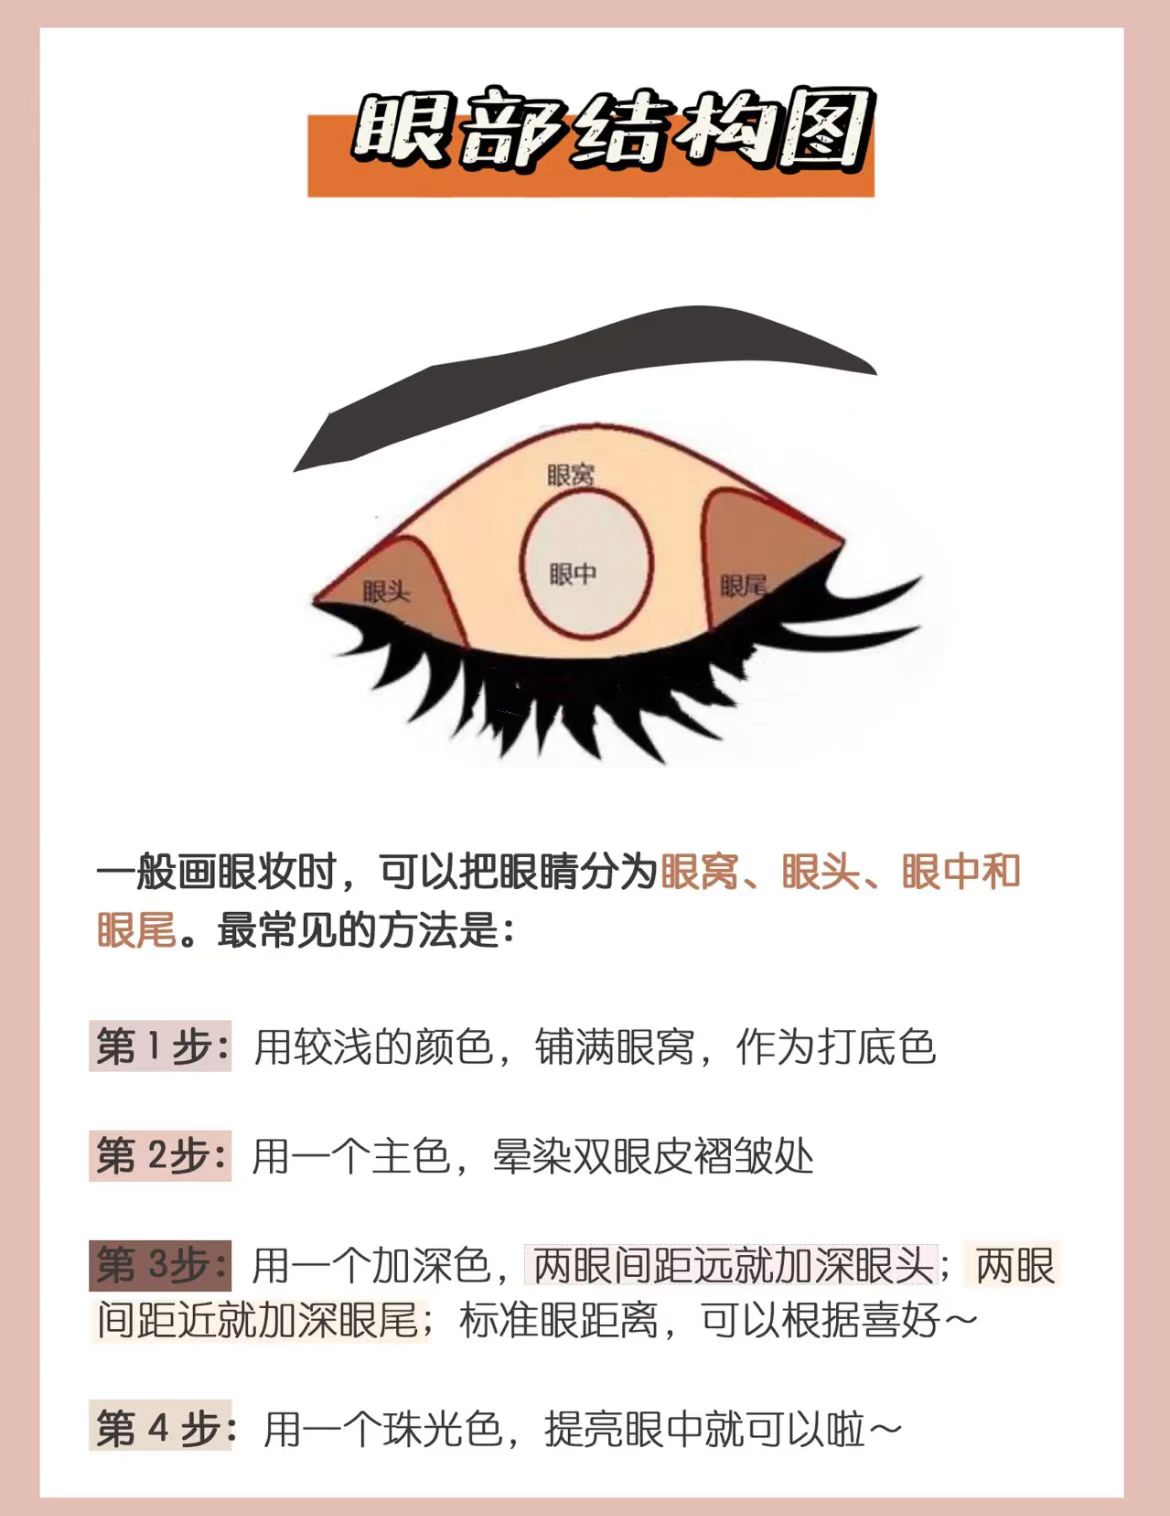 眼部结构图
眼窝
眼中
眼头
眼尾
一般画眼妆时，可以把眼睛分为眼窝、眼头、眼中和
眼尾。最常见的方法是：
第1步：用较浅的颜色，铺满眼窝，作为打底色
第2步：用一个主色，晕染双眼皮褶皱处
第3步：用一个加深色，两眼间距远就加深眼头；两眼
间距近就加深眼尾；标准眼距离，可以根据喜好～
第4步：用一个珠光色，提亮眼中就可以啦～